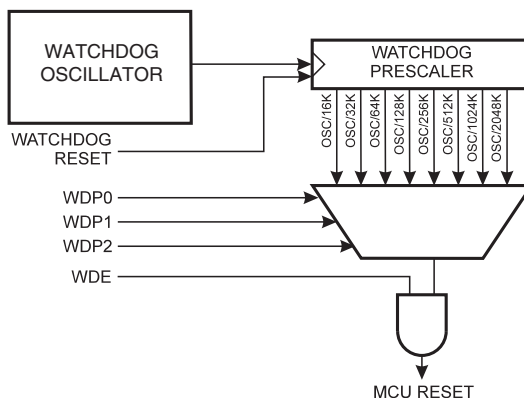 WATCHDOG
OSCILLATOR
WATCHDOG
PRESCALER
WATCHDOG
RESET
OSC/16K
OSC/32K
OSC/64K
OSC/128K
OSC/256K
OSC/512K
OSC/1024K
OSC/2048K
WDP0
WDP1
WDP2
WDE
MCU RESET